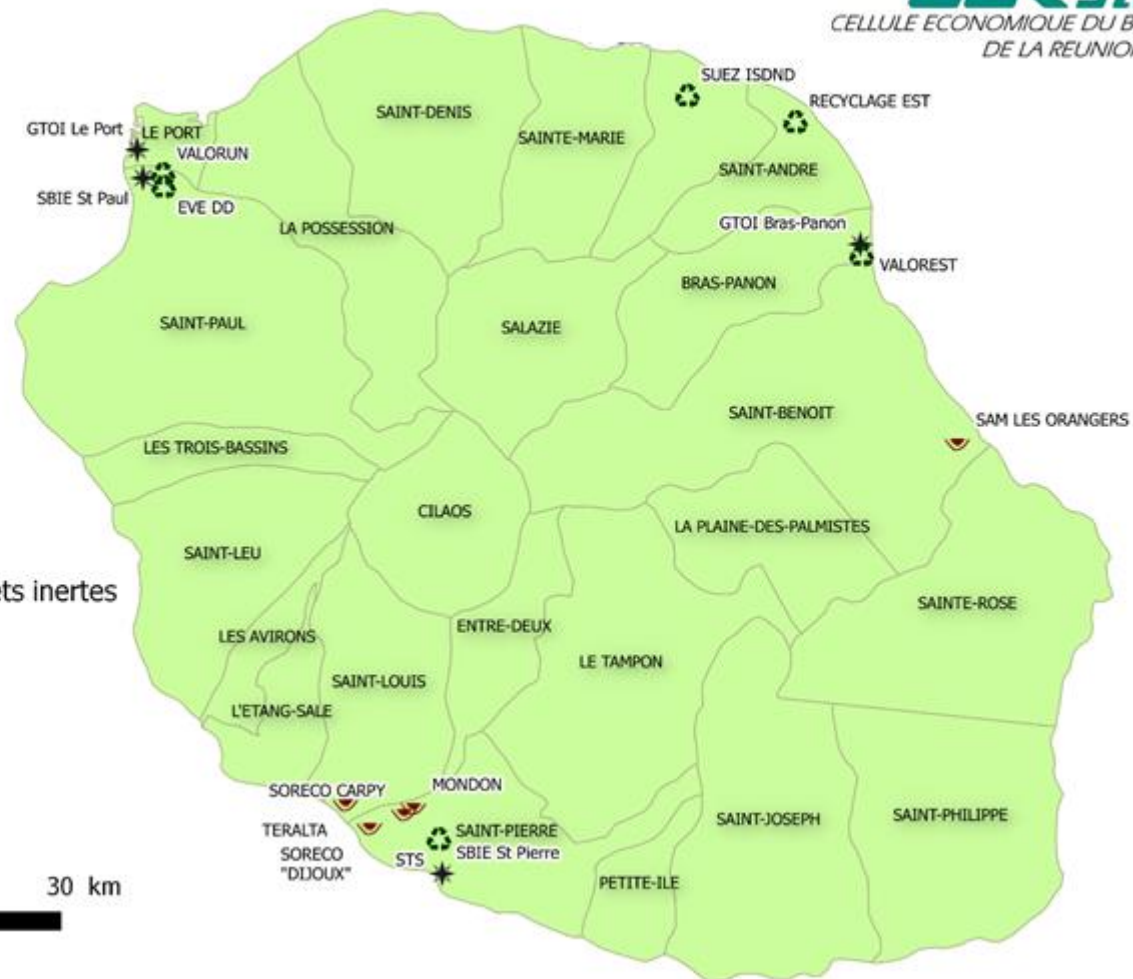 CELLULE ECONOMIQUE DU B
DE LA REUNION
SUEZ ISDND
RECYCLAGE EST
SAINT-DENIS
GTOI Le Port
LE PORT
SAINTE-MARIE
VALORUN
SAINT-ANDRE
SBIE St Paul
EVE DD
GTOI Bras-Panon
LA POSSESSION
VALOREST
BRAS-PANON
SAINT-PAUL
SALAZIE
SAINT-BENOIT
SAM LES ORANGERS
LES TROIS-BASSINS
CILAOS
LA PLAINE-DES-PALMISTES
SAINT-LEU
ets inertes
SAINTE-ROSE
ENTRE-DEUX
LES AVIRONS
LE TAMPON
SAINT-LOUIS
L'ETANG-SALE
SORECO CARPY
MONDON
SAINT-JOSEPH
SAINT-PHILIPPE
TERALTA
SAINT-PIERRE
SORECO
"DIJOUX"
STS
SBIE St Pierre
PETITE-ILE
30 km